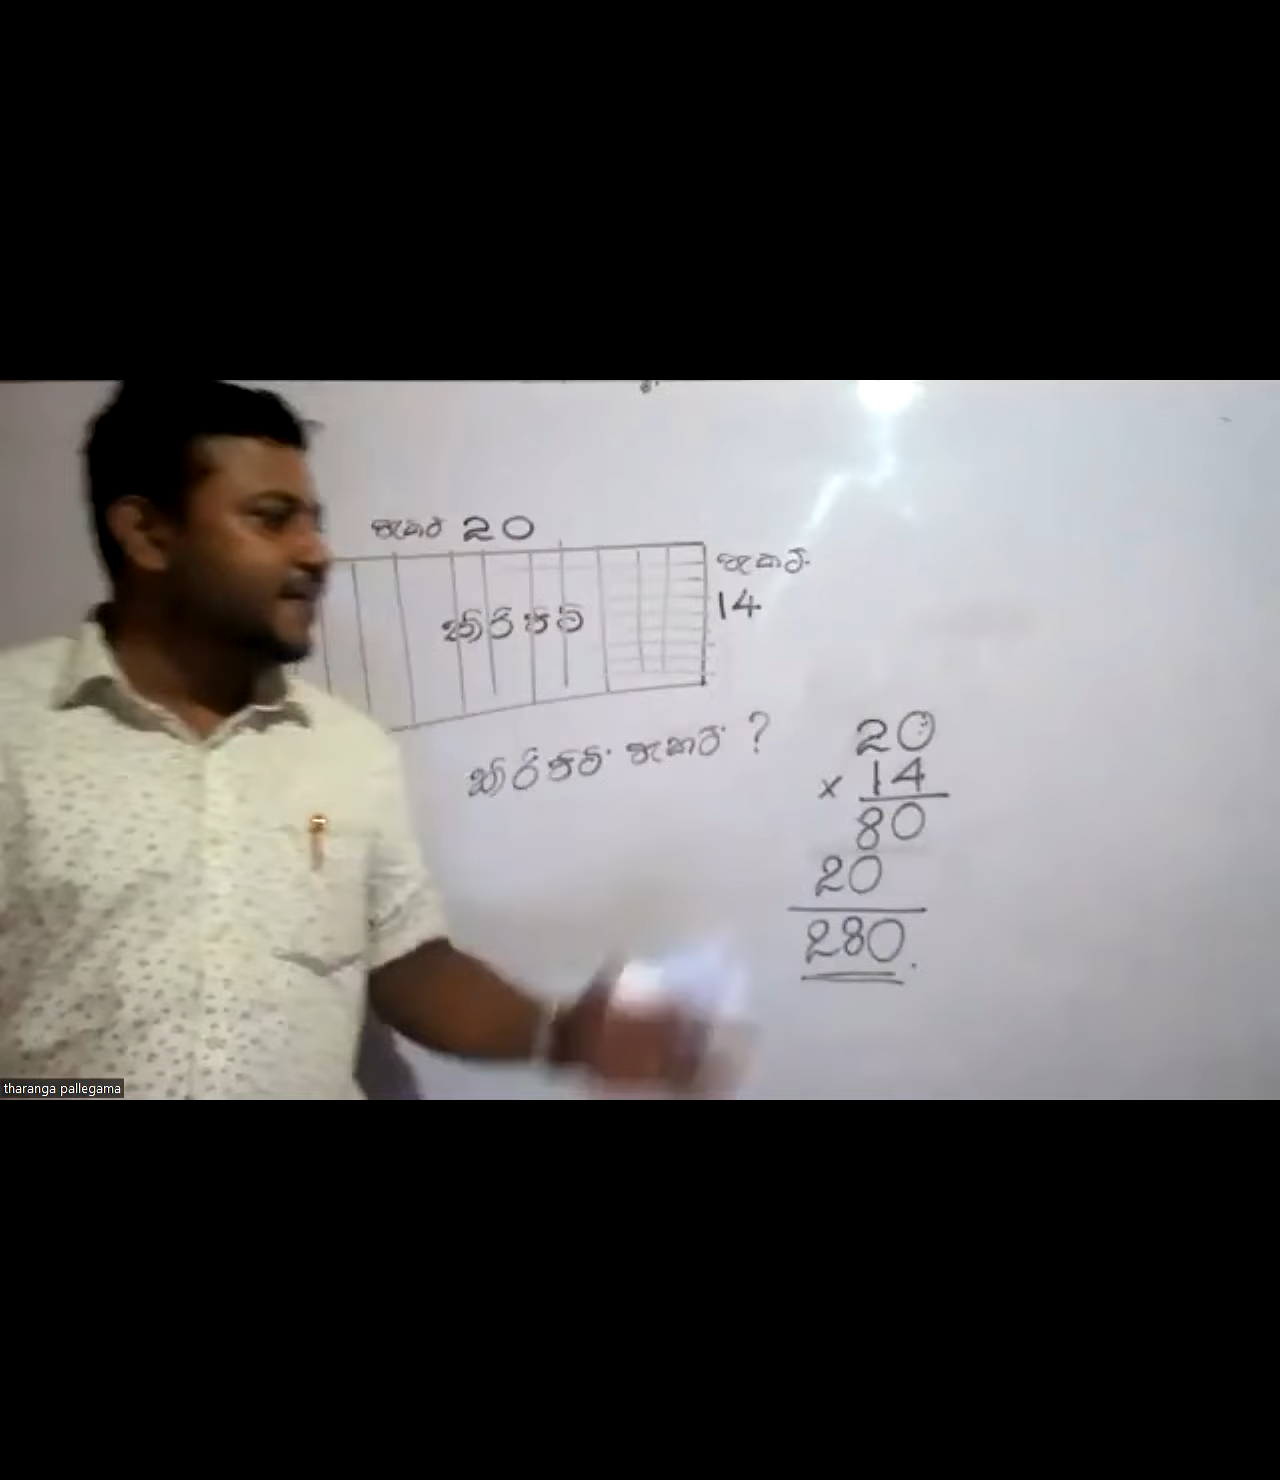 පැකට් 20
පැකට්
14
කිරිපිටි
කිරිපිටි පැකට් ?
20
× 14
80
20
280.
tharanga pallegama